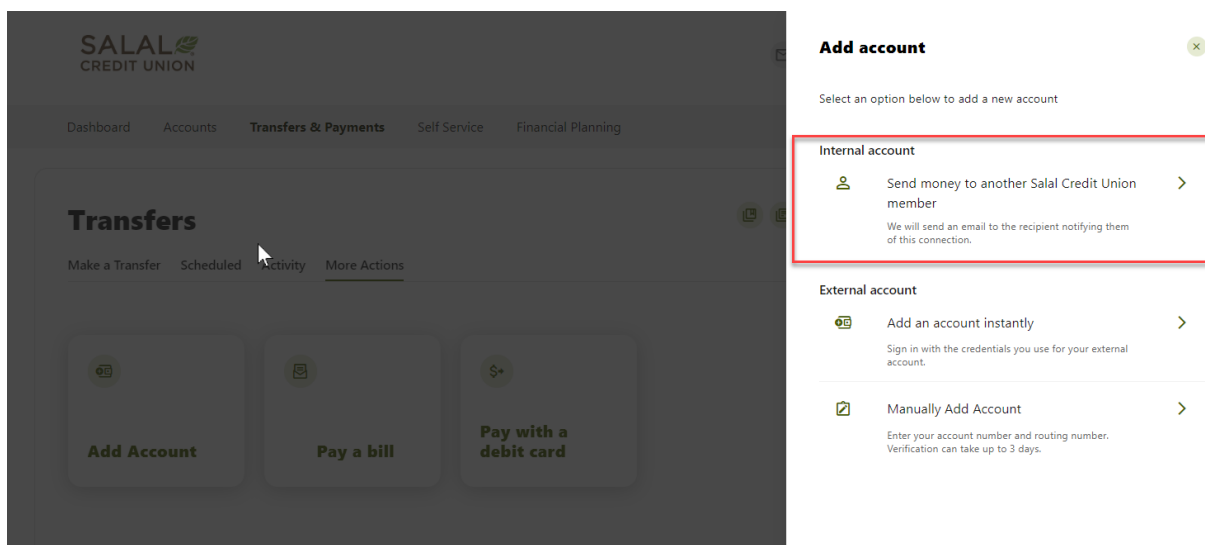 SALAL
CREDIT UNION
Dashboard Accounts Transfers & Payments Self Service Financial Planning
Transfers
Make a Transfer Scheduled Activity More Actions
Add Account
Pay a bill
Pay with a
debit card
Add account
Select an option below to add a new account
Internal account
Send money to another Salal Credit Union
member
We will send an email to the recipient notifying them
of this connection.
External account
Add an account instantly
Sign in with the credentials you use for your external
account.
Manually Add Account
Enter your account number and routing number.
Verification can take up to 3 days.